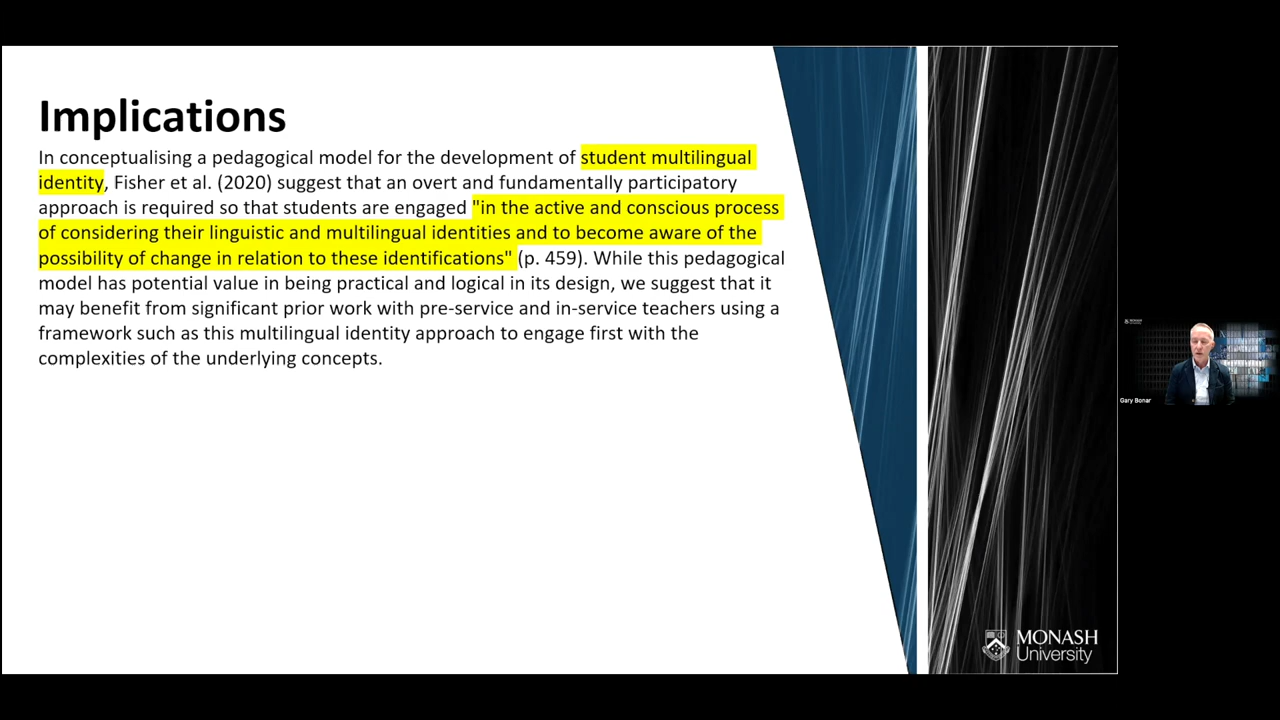 Implications
In conceptualising a pedagogical model for the development of student multilingual
identity, Fisher et al. (2020) suggest that an overt and fundamentally participatory
approach is required so that students are engaged "in the active and conscious process
of considering their linguistic and multilingual identities and to become aware of the
possibility of change in relation to these identifications" (p. 459). While this pedagogical
model has potential value in being practical and logical in its design, we suggest that it
may benefit from significant prior work with pre-service and in-service teachers using a
framework such as this multilingual identity approach to engage first with the
complexities of the underlying concepts.
Gary Bonar
MONASH
University